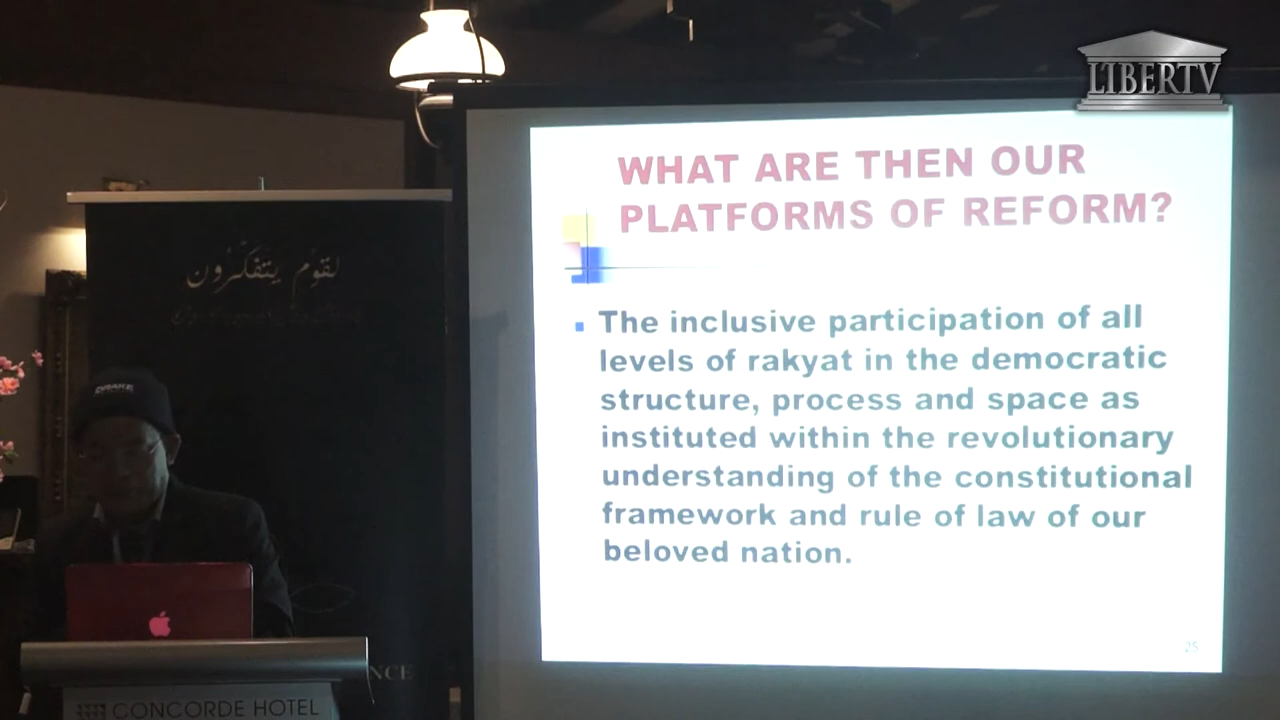 LIBERTV
WHAT ARE THEN OUR
PLATFORMS OF REFORM?
The inclusive participation of all
levels of rakyat in the democratic
structure, process and space as
instituted within the revolutionary
understanding of the constitutional
framework and rule of law of our
beloved nation.
25
لقوم يتفكرون
NCE
CONCORDE HOTEL